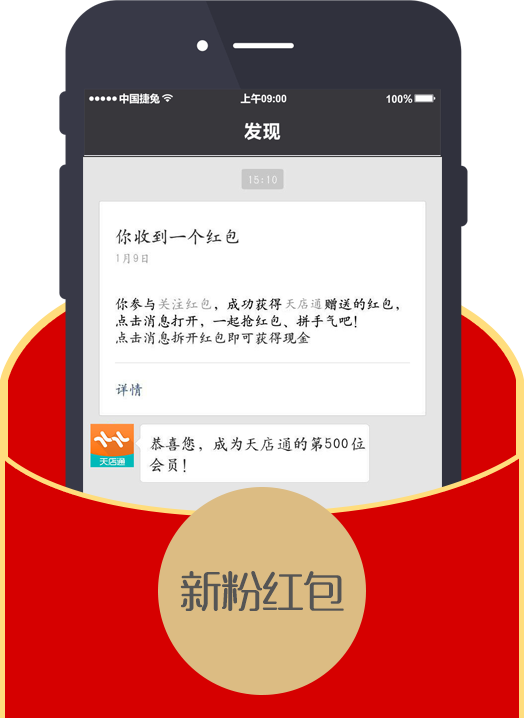 中国捷兔 上午09:00 100%
发现
15:10
你收到一个红包
1月9日
你参与关注红包，成功获得天店通赠送的红包，
点击消息打开，一起抢红包、拼手气吧！
点击消息拆开红包即可获得现金
详情
恭喜您，成为天店通的第500位
会员！
天店通
新粉红包